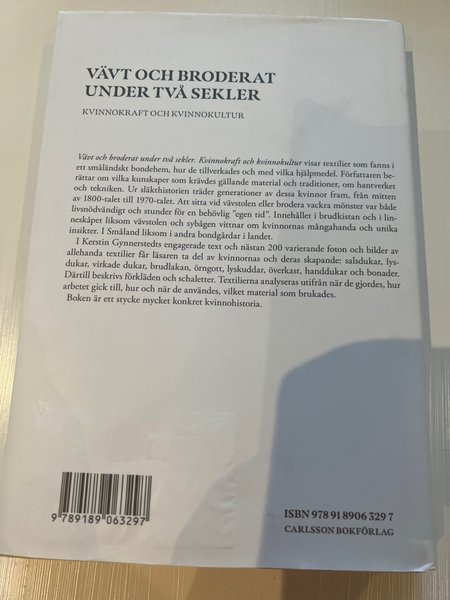 VÄVT OCH BRODERAT
UNDER TVÅ SEKLER
KVINNOKRAFT OCH KVINNOKULTUR
Vävt och broderat under två sekler. Kvinnokraft och kvinnokultur visar textilier som fanns i
ett småländskt bondehem, hur de tillverkades och med vilka hjälpmedel. Författaren be-
rättar om vilka kunskaper som krävdes gällande material och traditioner, om hantverket
och tekniken. Ur släkthistorien träder generationer av dessa kvinnor fram, från mitten
av 1800-talet till 1970-talet. Att sitta vid vävstolen eller brodera vackra mönster var både
livsnödvändigt och stunder för en behövlig "egen tid". Innehållet i brudkistan och i lin-
neskåpet liksom vävstolen och sybågen vittnar om kvinnornas mångahanda och unika
insikter. I Småland liksom i andra bondgårdar i landet.
I Kerstin Gynnerstedts engagerade text och nästan 200 varierande foton och bilder av
allehanda textilier får läsaren ta del av kvinnornas och deras skapande: salsdukar, lys-
dukar, virkade dukar, brudlakan, örngott, lyskuddar, överkast, handdukar och bonader.
Därtill beskrivs förkläden och schaletter. Textilierna analyseras utifrån när de gjordes, hur
arbetet gick till, hur och när de användes, vilket material som brukades.
Boken är ett stycke mycket konkret kvinnohistoria.
9 789189 063297
ISBN 978 91 8906 329 7
CARLSSON BOKFÖRLAG